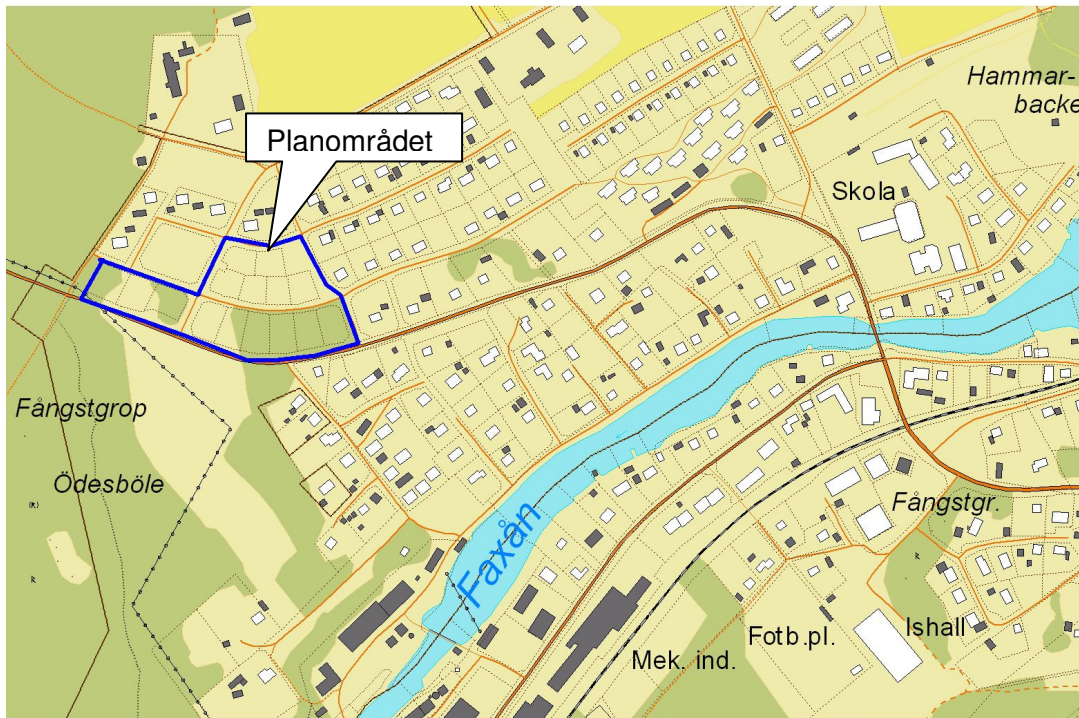 Hammar-
backe
Planområdet
Skola
Fångstgrop
Ödesböle
Fångstgr.
Faxån
Fotb.pl.
Ishall
Mek. ind.
(R)
R
R